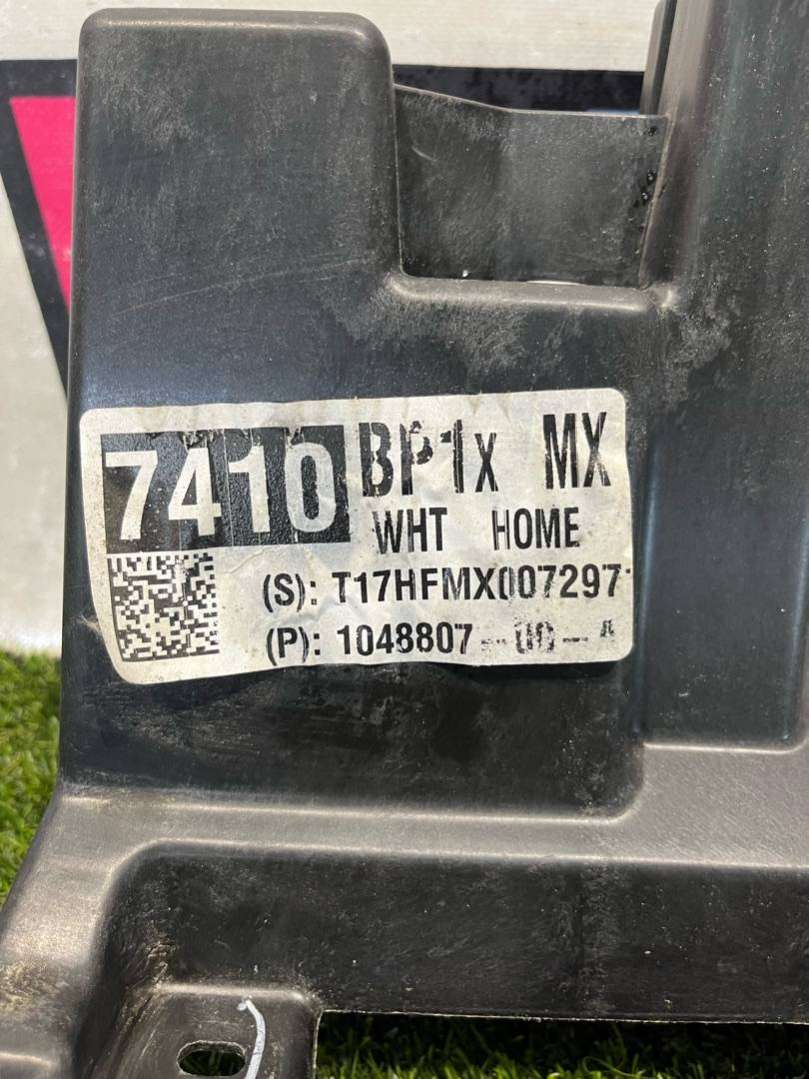 7410 BP1x MX
WHT HOME
(S): T17HFMX007297
(P): 1048807